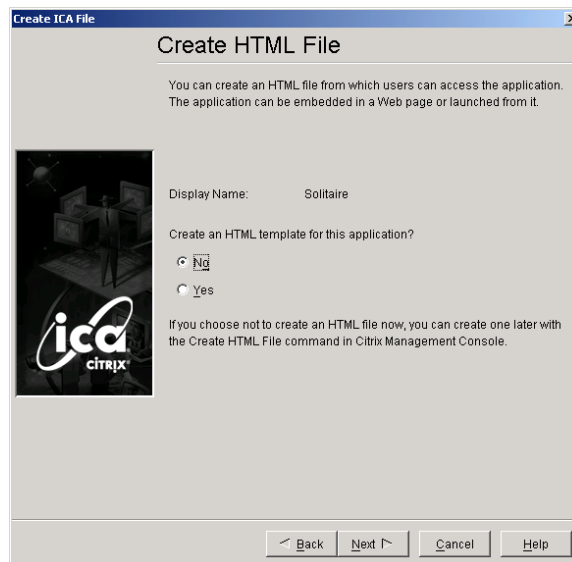 Create ICA File
Create HTML File
You can create an HTML file from which users can access the application.
The application can be embedded in a Web page or launched from it.
Display Name: Solitaire
Create an HTML template for this application?
No
Yes
If you choose not to create an HTML file now, you can create one later with
the Create HTML File command in Citrix Management Console.
ica
CITRIX
Back Next Cancel Help